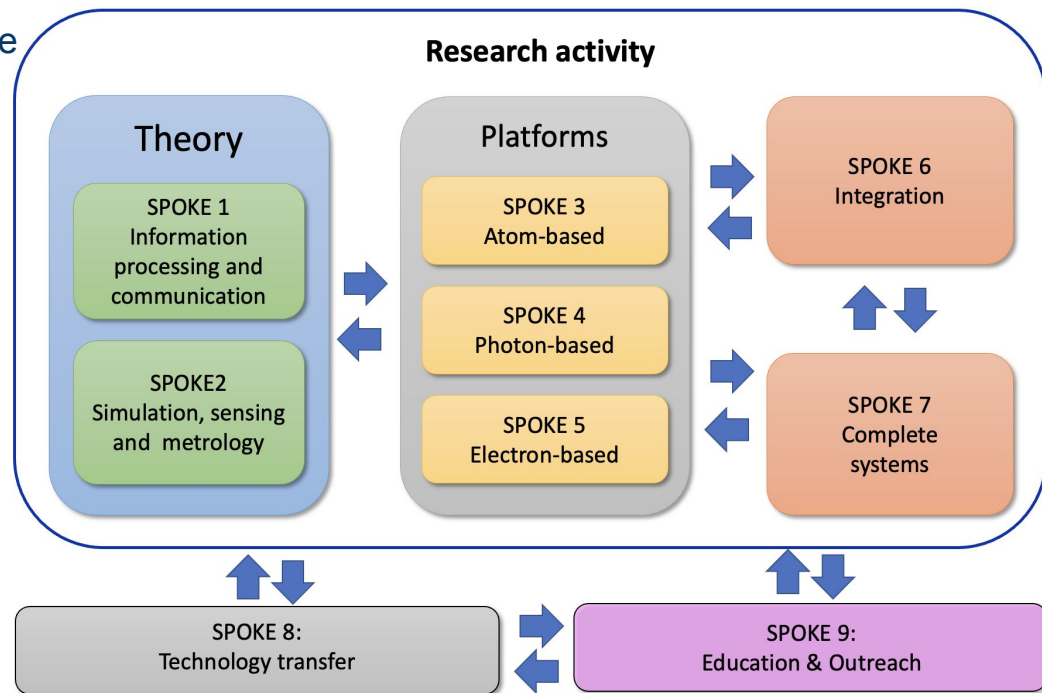 e
Research activity
Theory
SPOKE 1
Information
processing and
communication
SPOKE2
Simulation, sensing
and metrology
Platforms
SPOKE 3
Atom-based
SPOKE 4
Photon-based
SPOKE 5
Electron-based
SPOKE 6
Integration
SPOKE 7
Complete
systems
SPOKE 8:
Technology transfer
SPOKE 9:
Education & Outreach